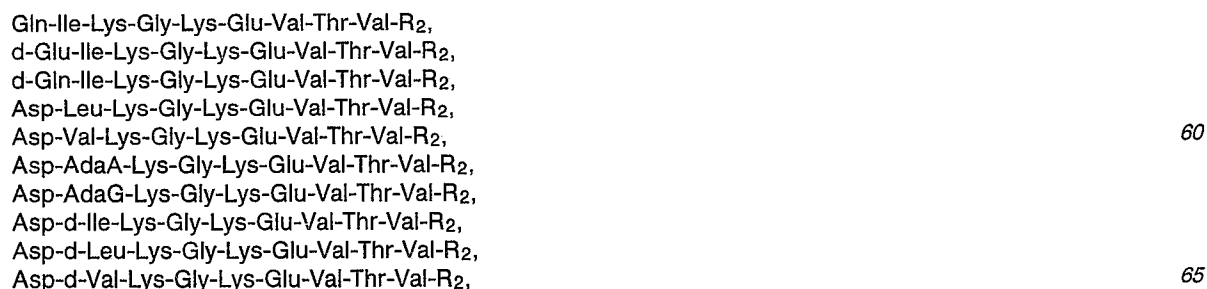 Gln-Ile-Lys-Gly-Lys-Glu-Val-Thr-Val-R2,
d-Glu-Ile-Lys-Gly-Lys-Glu-Val-Thr-Val-R2,
d-Gln-Ile-Lys-Gly-Lys-Glu-Val-Thr-Val-R2,
Asp-Leu-Lys-Gly-Lys-Glu-Val-Thr-Val-R2,
Asp-Val-Lys-Gly-Lys-Glu-Val-Thr-Val-R2, 60
Asp-AdaA-Lys-Gly-Lys-Glu-Val-Thr-Val-R2,
Asp-AdaG-Lys-Gly-Lys-Glu-Val-Thr-Val-R2,
Asp-d-Ile-Lys-Gly-Lys-Glu-Val-Thr-Val-R2,
Asp-d-Leu-Lys-Gly-Lys-Glu-Val-Thr-Val-R2,
Asp-d-Val-Lys-Gly-Lys-Glu-Val-Thr-Val-R2, 65